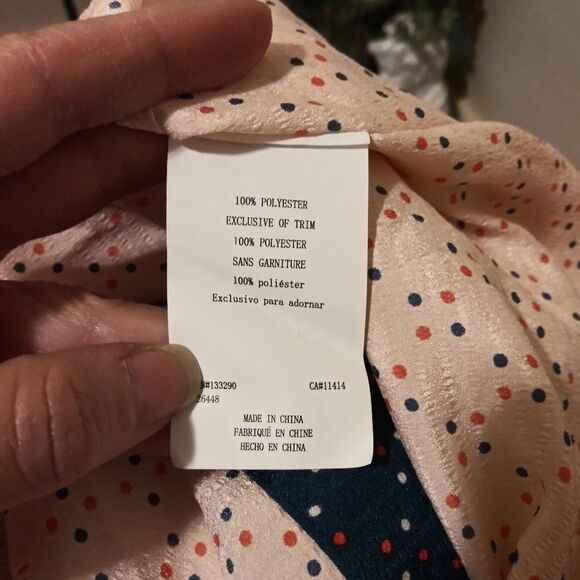 100% POLYESTER
EXCLUSIVE OF TRIM
100% POLYESTER
SANS GARNITURE
100% poliéster
Exclusivo para adornar
N#133290 CA#11414
26448
MADE IN CHINA
FABRIQUÉ EN CHINE
HECHO EN CHINA